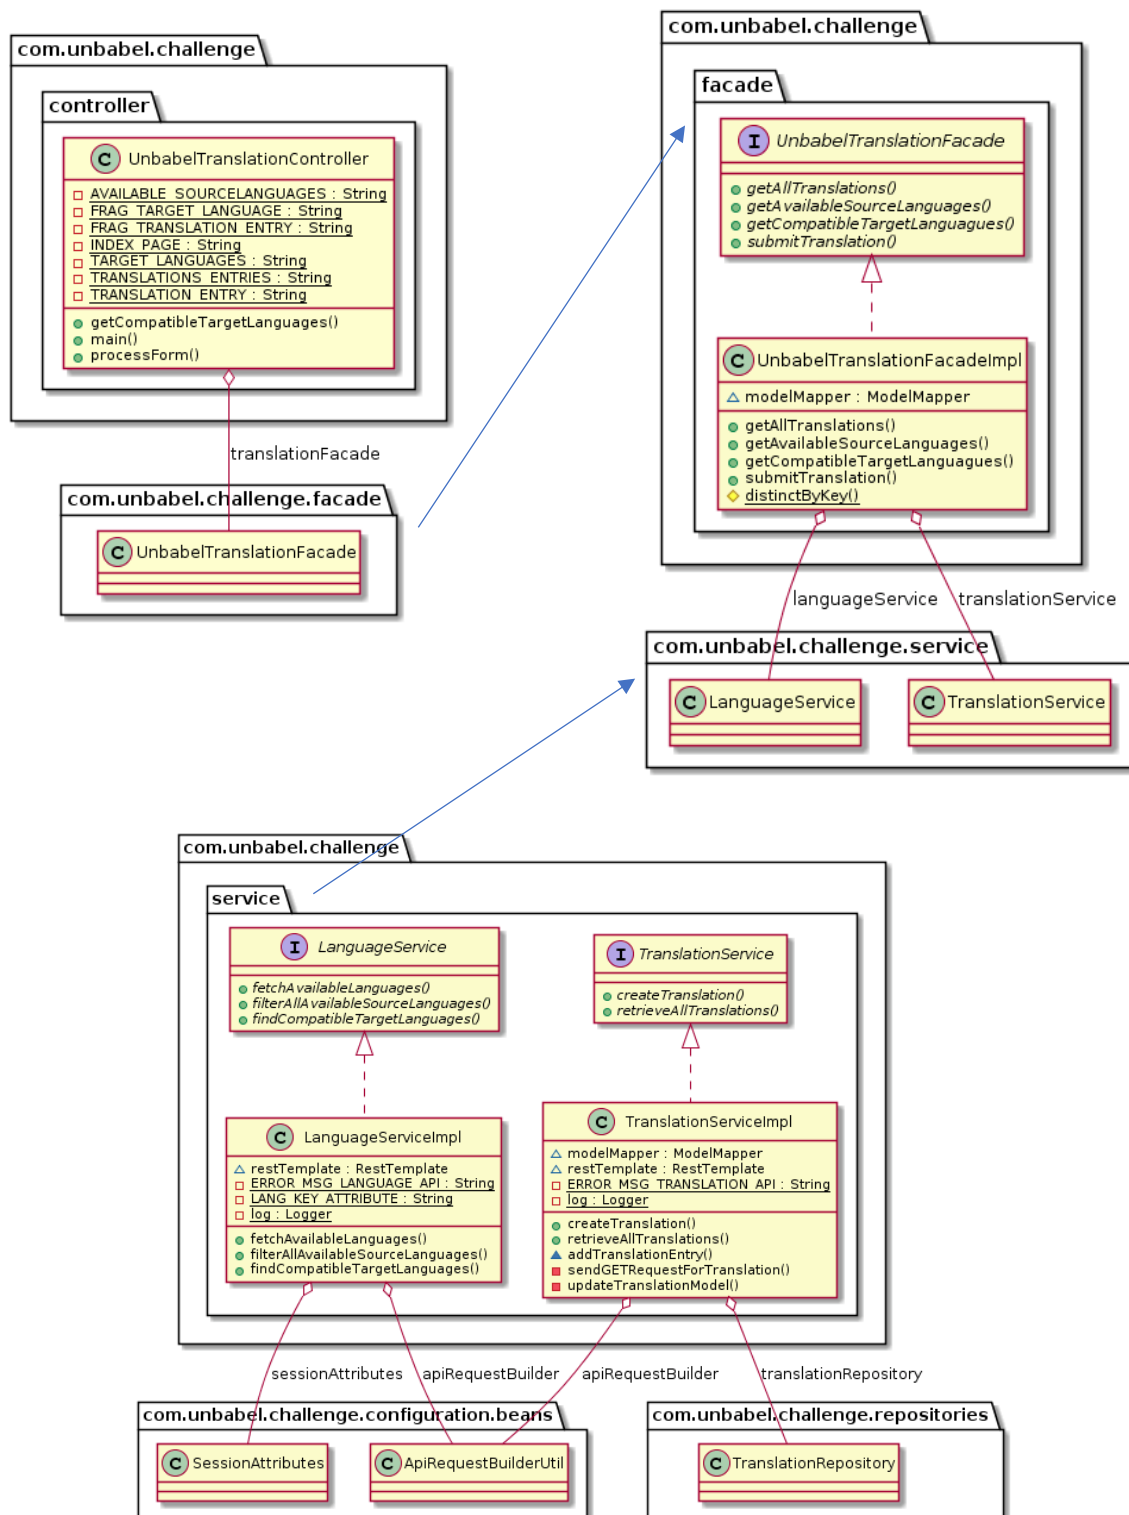 com.unbabel.challenge
controller
C UnbabelTranslationController
AVAILABLE_SOURCELANGUAGES : String
FRAG_TARGET_LANGUAGE : String
FRAG_TRANSLATION_ENTRY : String
INDEX_PAGE : String
TARGET_LANGUAGES : String
TRANSLATIONS_ENTRIES : String
TRANSLATION_ENTRY : String
getCompatibleTargetLanguages()
main()
processForm()
translationFacade
com.unbabel.challenge.facade
C UnbabelTranslationFacade
com.unbabel.challenge
facade
I UnbabelTranslationFacade
getAllTranslations()
getAvailableSourceLanguages()
getCompatibleTargetLanguagues()
submitTranslation()
C UnbabelTranslationFacadeImpl
modelMapper : ModelMapper
getAllTranslations()
getAvailableSourceLanguages()
getCompatibleTargetLanguagues()
submitTranslation()
distinctByKey()
languageService translationService
com.unbabel.challenge.service
C LanguageService
C TranslationService
com.unbabel.challenge
service
I LanguageService
fetchAvailableLanguages()
filterAllAvailableSourceLanguages()
findCompatibleTargetLanguages()
I TranslationService
createTranslation()
retrieveAllTranslations()
C LanguageServiceImpl
restTemplate : RestTemplate
ERROR_MSG_LANGUAGE_API : String
LANG_KEY_ATTRIBUTE : String
log : Logger
fetchAvailableLanguages()
filterAllAvailableSourceLanguages()
findCompatibleTargetLanguages()
C TranslationServiceImpl
modelMapper : ModelMapper
restTemplate : RestTemplate
ERROR_MSG_TRANSLATION_API : String
log : Logger
createTranslation()
retrieveAllTranslations()
addTranslationEntry()
sendGETRequestForTranslation()
updateTranslationModel()
sessionAttributes apiRequestBuilder apiRequestBuilder translationRepository
com.unbabel.challenge.configuration.beans
C SessionAttributes
C ApiRequestBuilderUtil
com.unbabel.challenge.repositories
C TranslationRepository